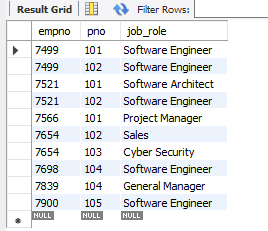 Result Grid Filter Rows:
empno pno job_role
7499 101 Software Engineer
7499 102 Software Engineer
7521 101 Software Architect
7521 102 Software Engineer
7566 101 Project Manager
7654 102 Sales
7654 103 Cyber Security
7698 104 Software Engineer
7839 104 General Manager
7900 105 Software Engineer
NULL NULL NULL